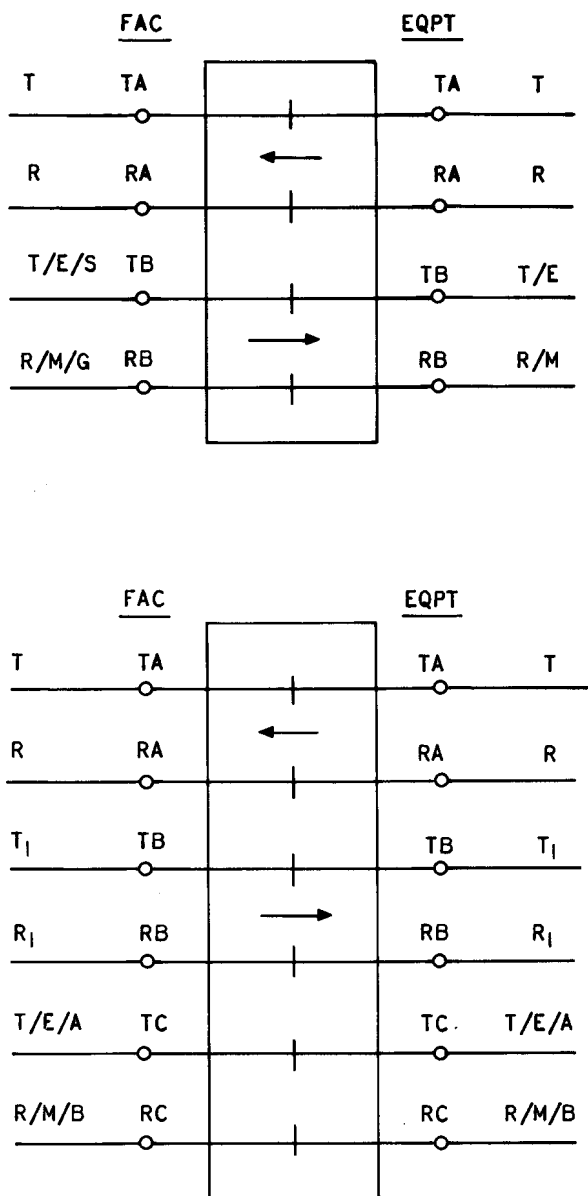 FAC EQPT
T TA TA T
R RA RA R
T/E/S TB TB T/E
R/M/G RB RB R/M
FAC EQPT
T TA TA T
R RA RA R
T1 TB TB T1
R1 RB RB R1
T/E/A TC TC T/E/A
R/M/B RC RC R/M/B